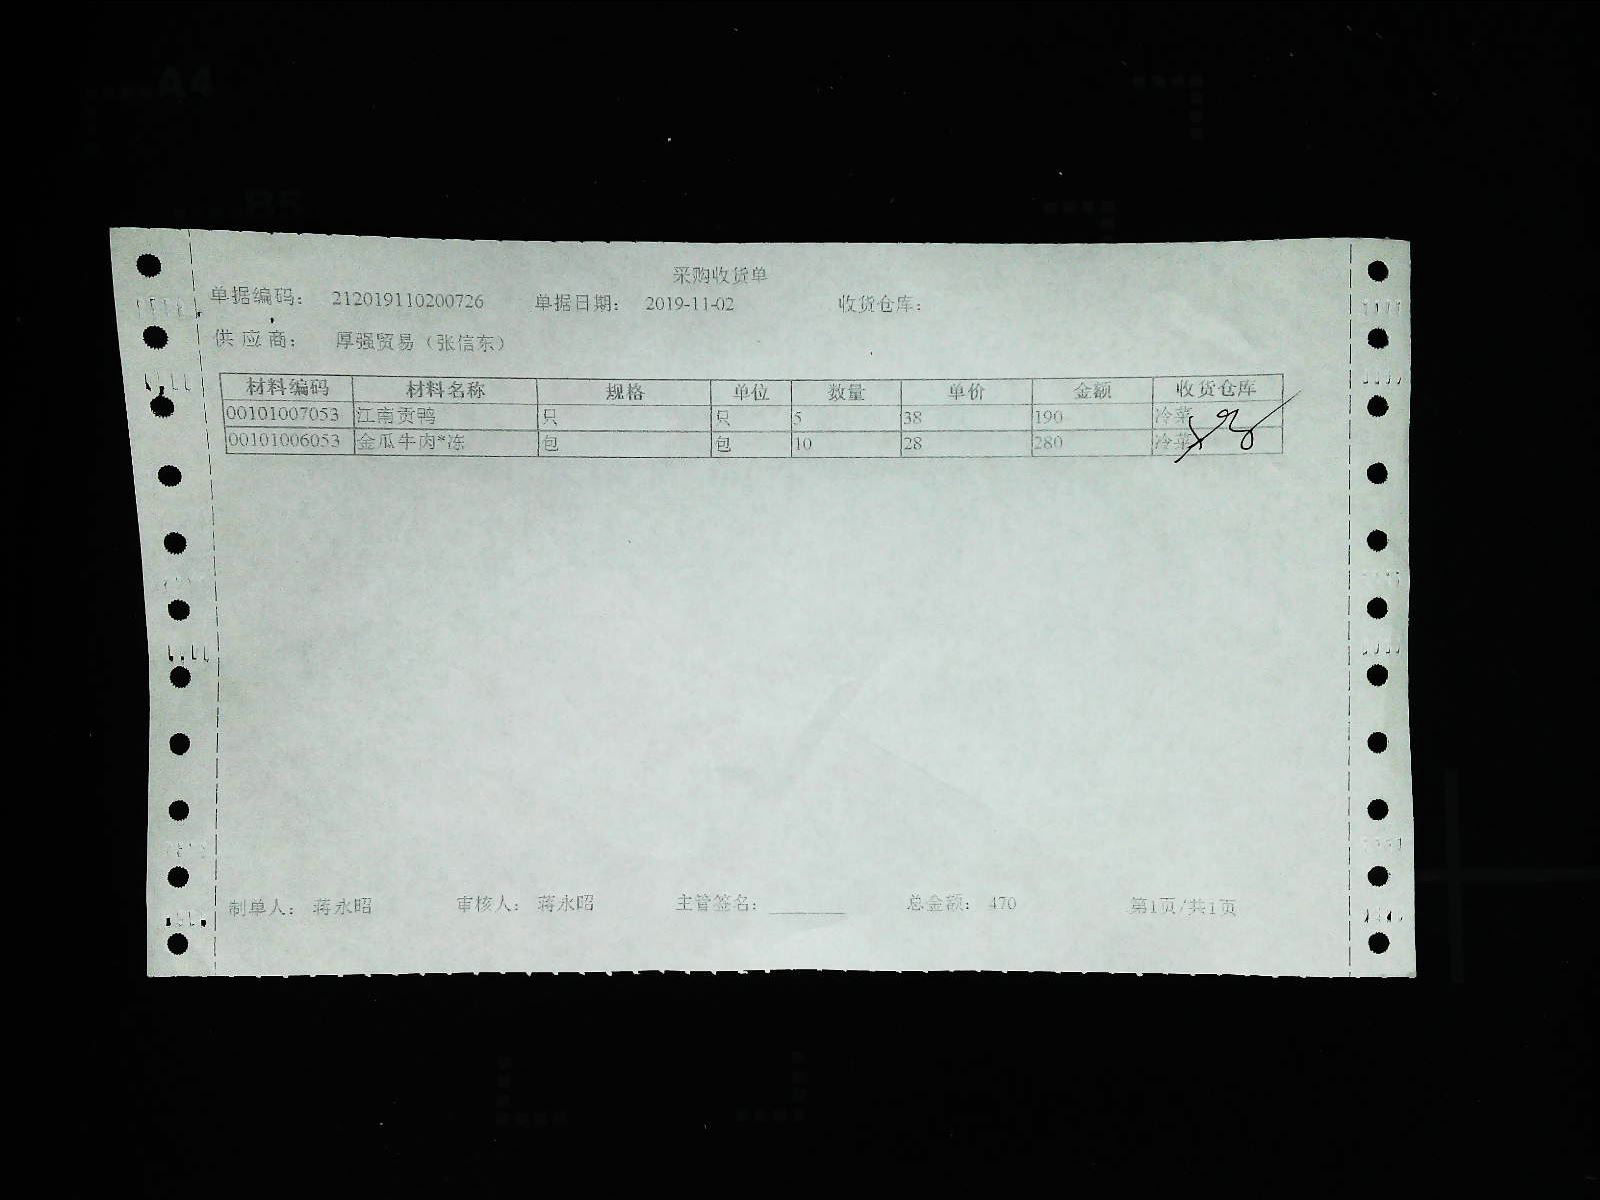 采购收货单
单据编码： 212019110200726 单据日期： 2019-11-02 收货仓库：
供 应 商： 厚强贸易（张信东）
材料编码 材料名称 规格 单位 数量 单价 金额 收货仓库
00101007053 江南贡鸭 只 只 5 38 190 冷菜
00101006053 金瓜牛肉*冻 包 包 10 28 280 冷菜
制单人： 蒋永昭 审核人： 蒋永昭 主管签名： 总金额： 470 第1页/共1页